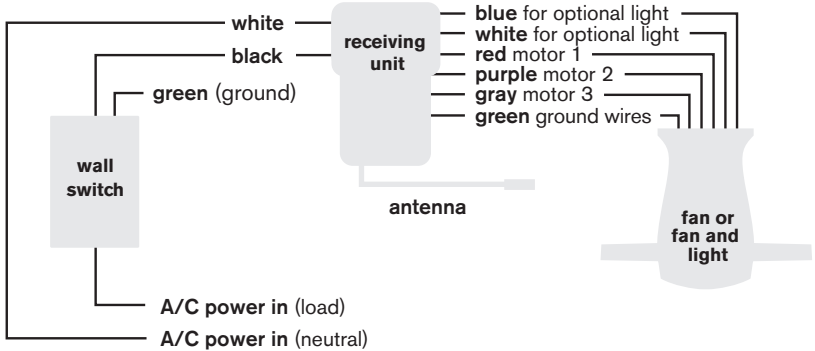 white
black
green (ground)
wall
switch
A/C power in (load)
A/C power in (neutral)
receiving
unit
antenna
blue for optional light
white for optional light
red motor 1
purple motor 2
gray motor 3
green ground wires
fan or
fan and
light